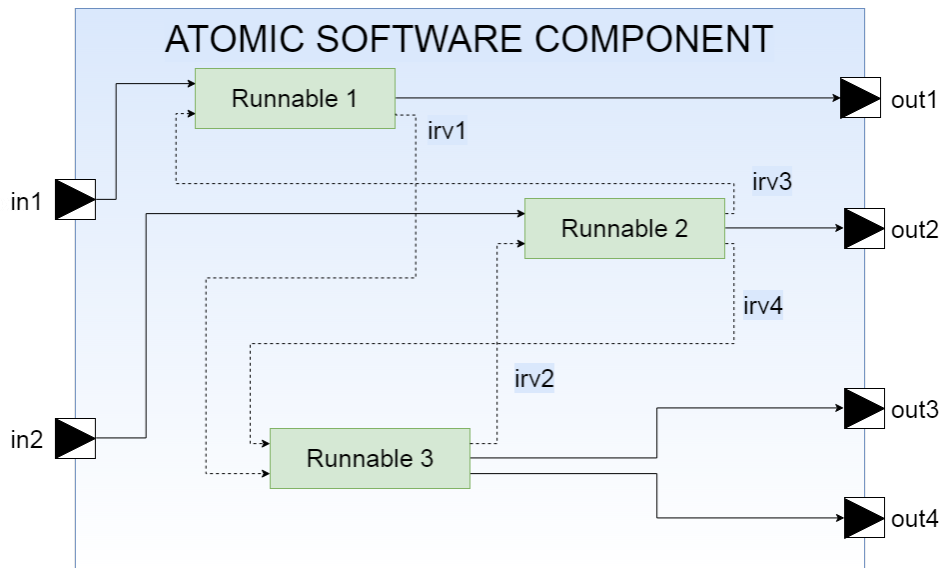 ATOMIC SOFTWARE COMPONENT
Runnable 1
out1
irv1
irv3
in1
Runnable 2
out2
irv4
irv2
out3
in2
Runnable 3
out4